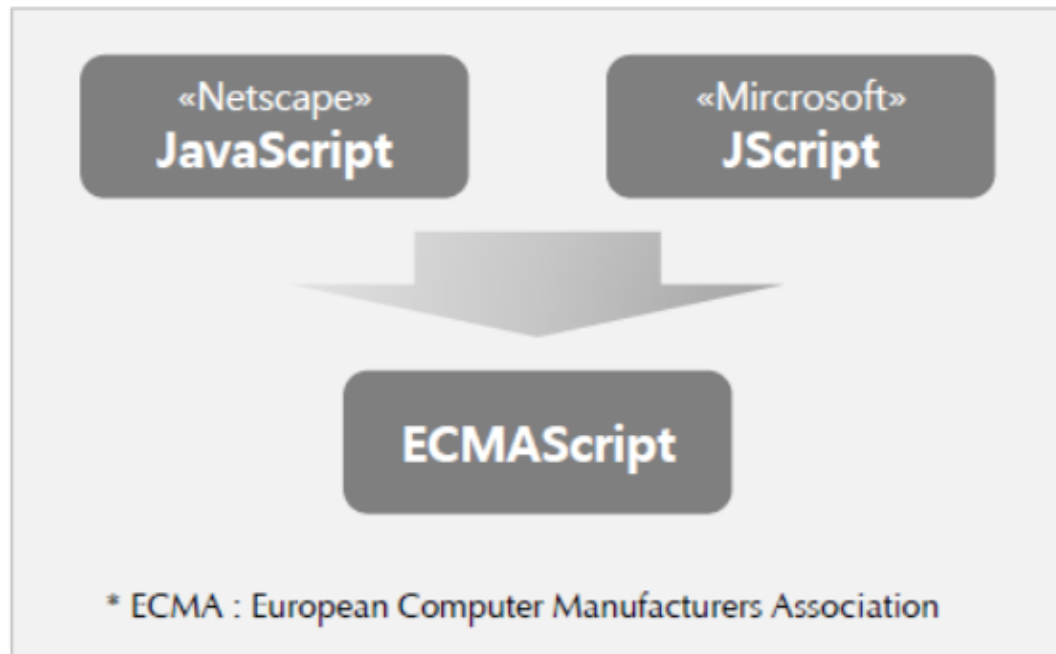 «Netscape»
JavaScript
«Mircrosoft»
JScript
ECMAScript
* ECMA : European Computer Manufacturers Association